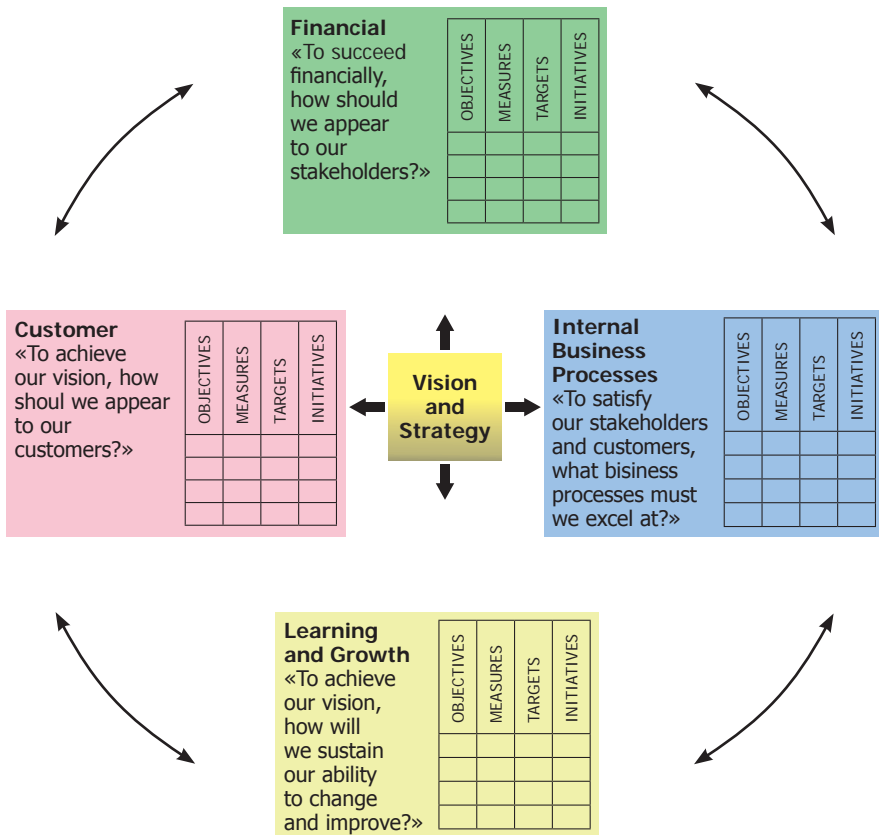 Financial
«To succeed
financially,
how should
we appear
to our
stakeholders?»
OBJECTIVES
MEASURES
TARGETS
INITIATIVES
Customer
«To achieve
our vision, how
shoul we appear
to our
customers?»
OBJECTIVES
MEASURES
TARGETS
INITIATIVES
Vision
and
Strategy
Internal
Business
Processes
«To satisfy
our stakeholders
and customers,
what bisiness
processes must
we excel at?»
OBJECTIVES
MEASURES
TARGETS
INITIATIVES
Learning
and Growth
«To achieve
our vision,
how will
we sustain
our ability
to change
and improve?»
OBJECTIVES
MEASURES
TARGETS
INITIATIVES